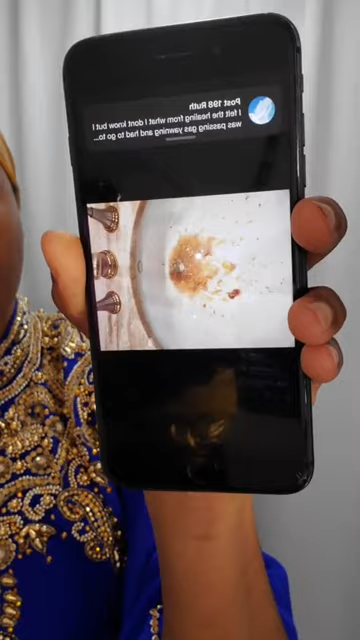 Post 198 Ruth
I felt the healing from what I dont know but I
was passing gas yawning and had to go to...